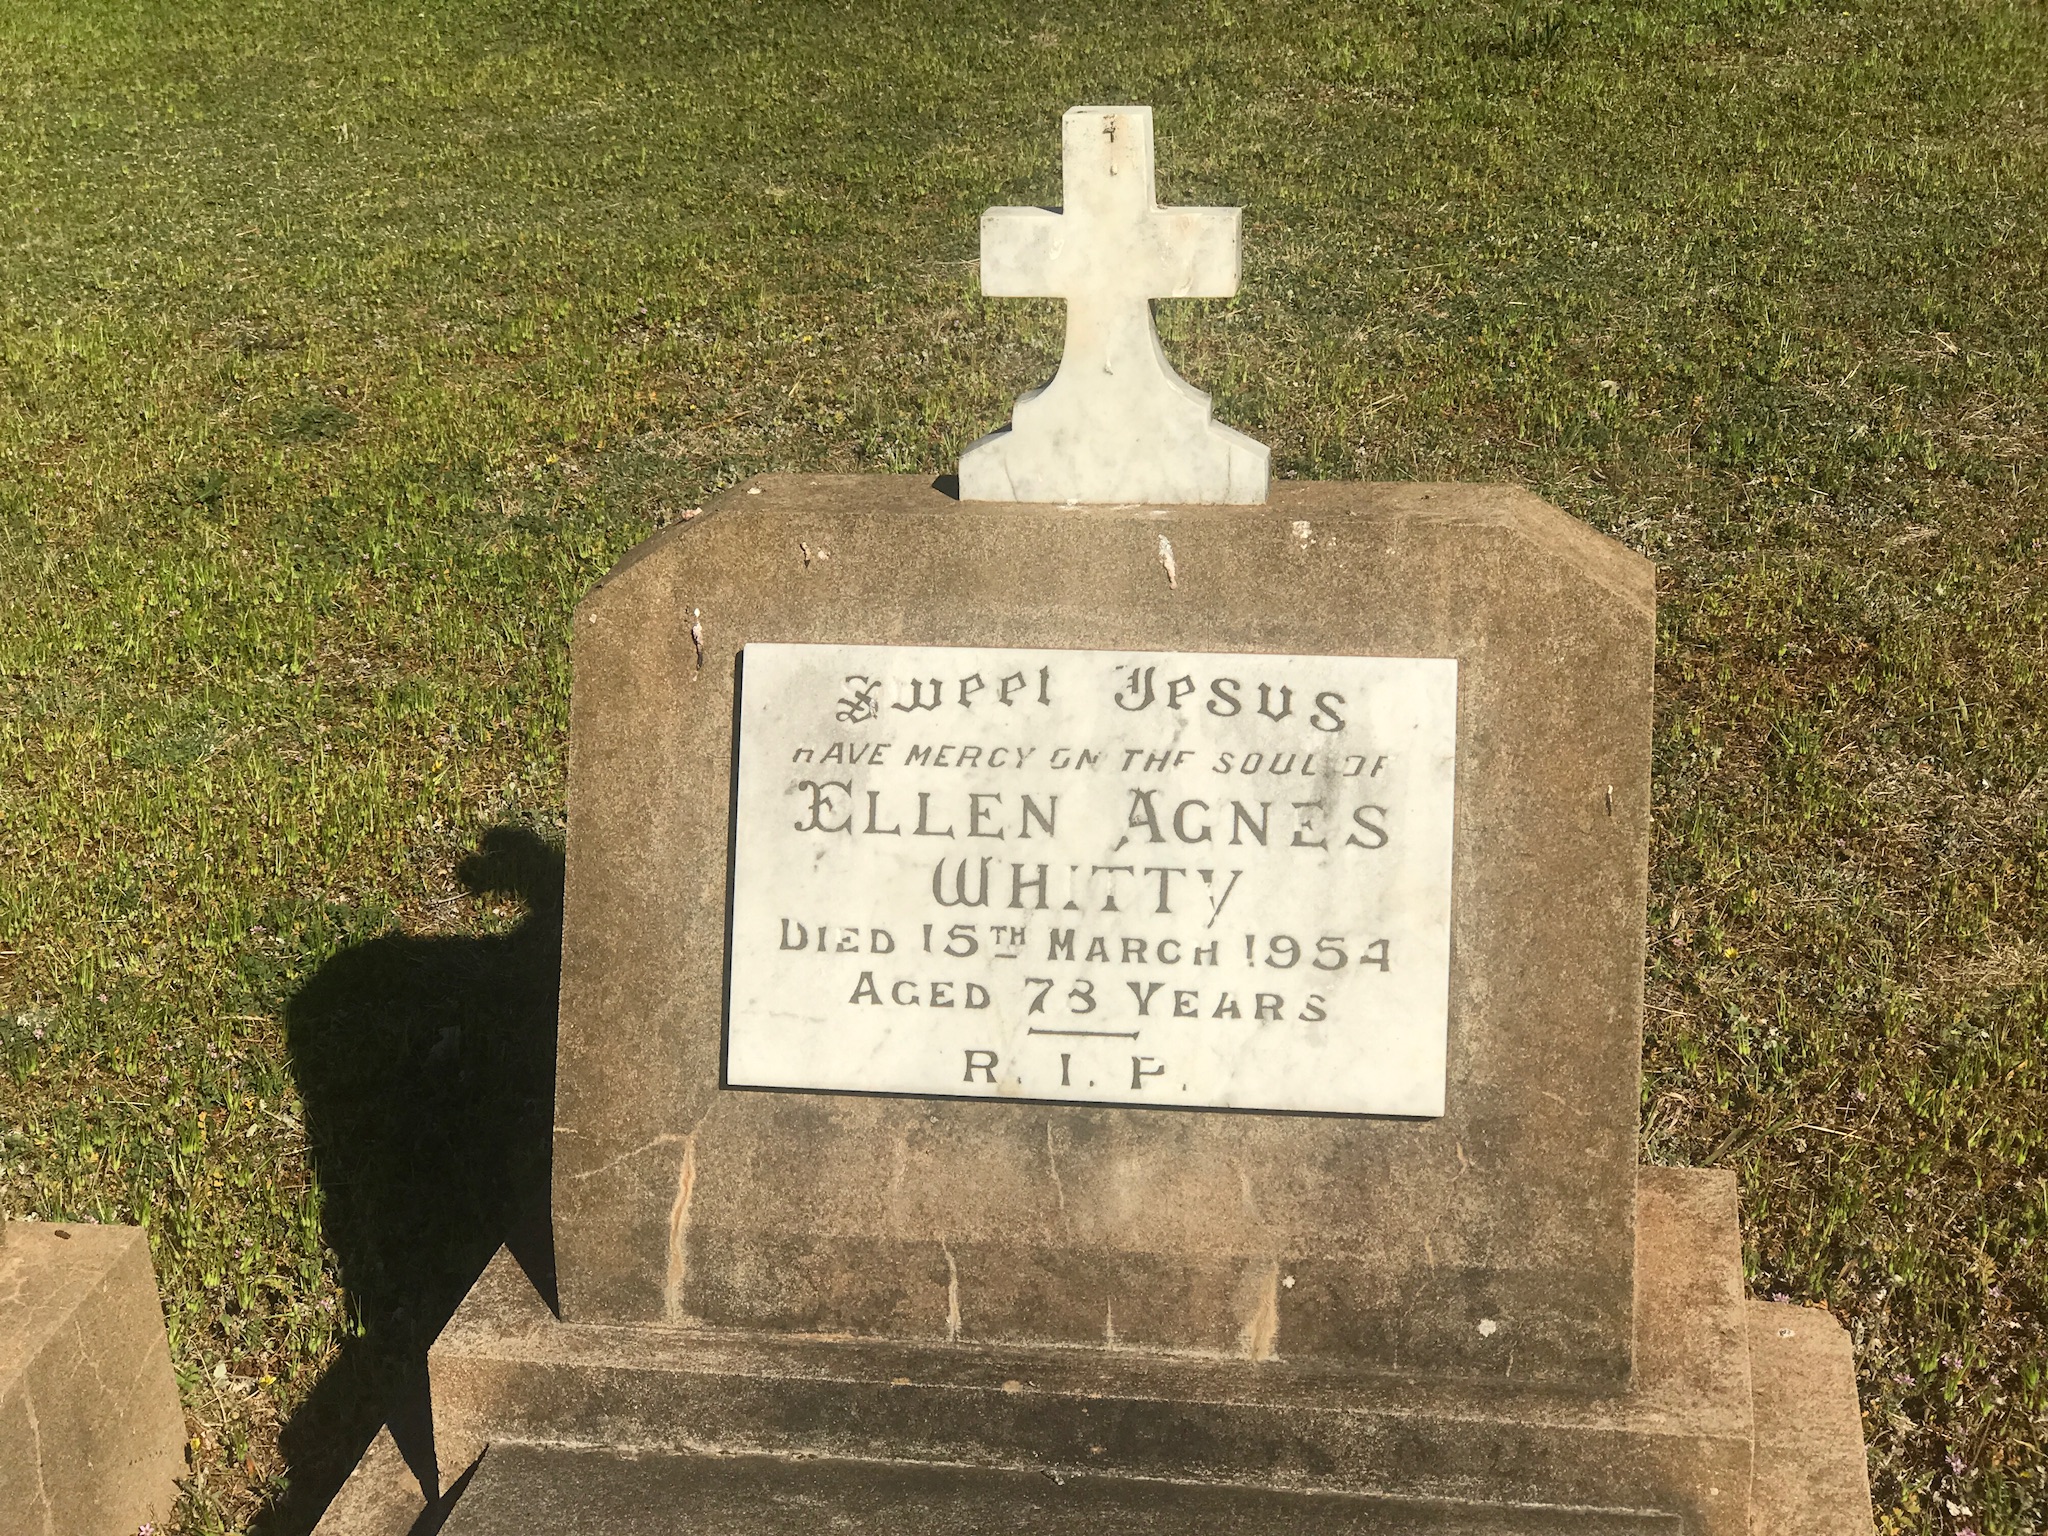 Sweet Jesus
HAVE MERCY ON THE SOUL OF
ELLEN AGNES
WHITTY
DIED 15TH MARCH 1954
AGED 78 YEARS
R. I. P.